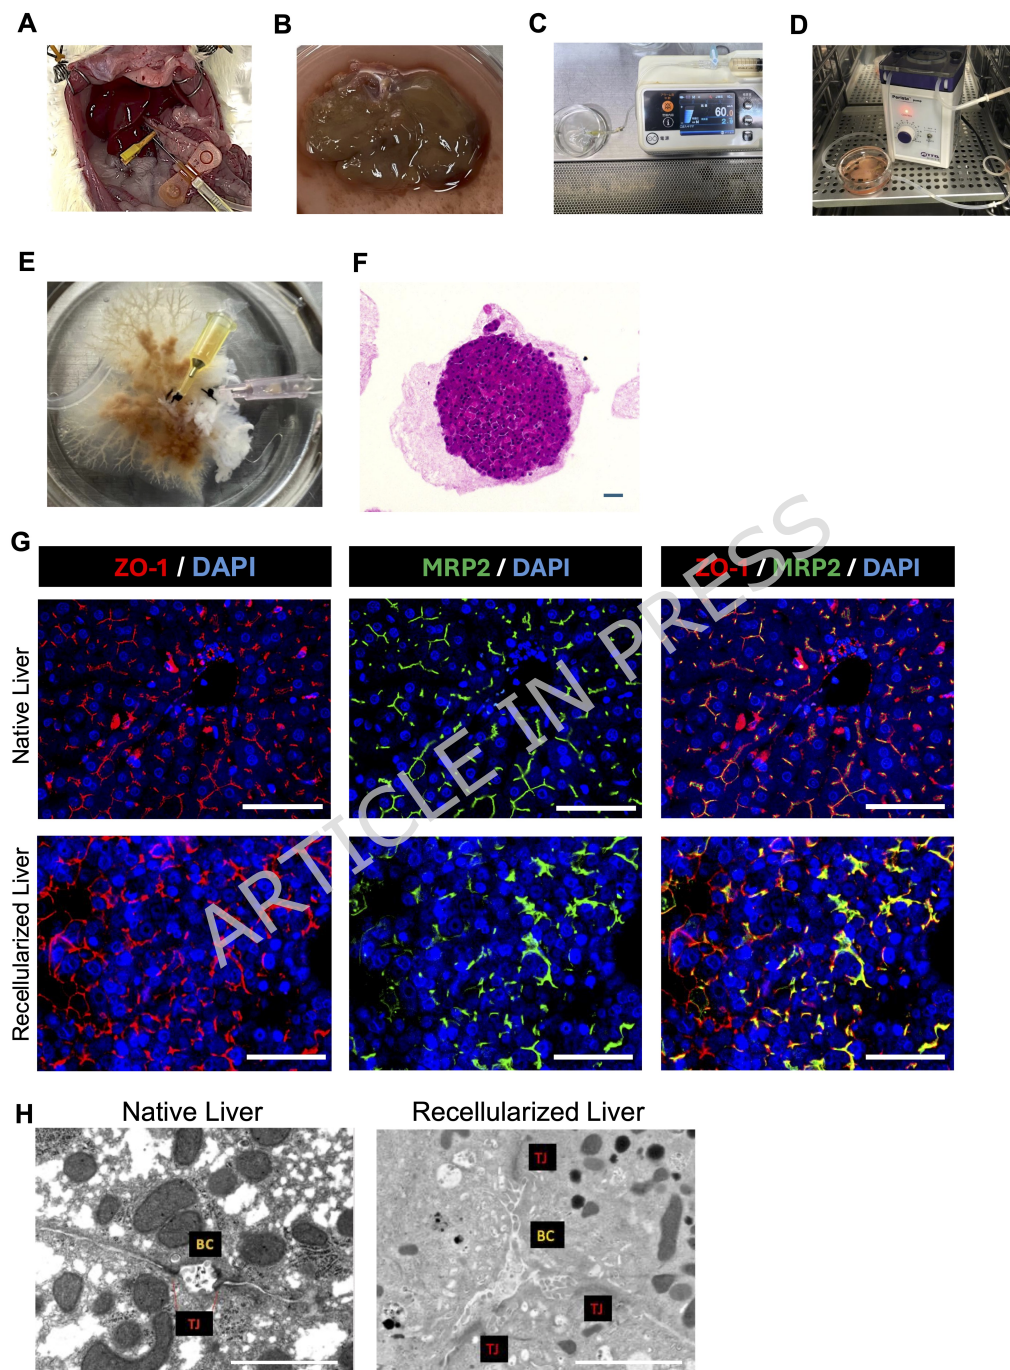 A
B
C
D
60
E
F
G
ZO-1 / DAPI
MRP2 / DAPI
ZO-1 / MRP2 / DAPI
Native Liver
Recellularized Liver
ARTICLE IN PRESS
H
Native Liver
Recellularized Liver
BC
TJ
TJ
BC
TJ
TJ